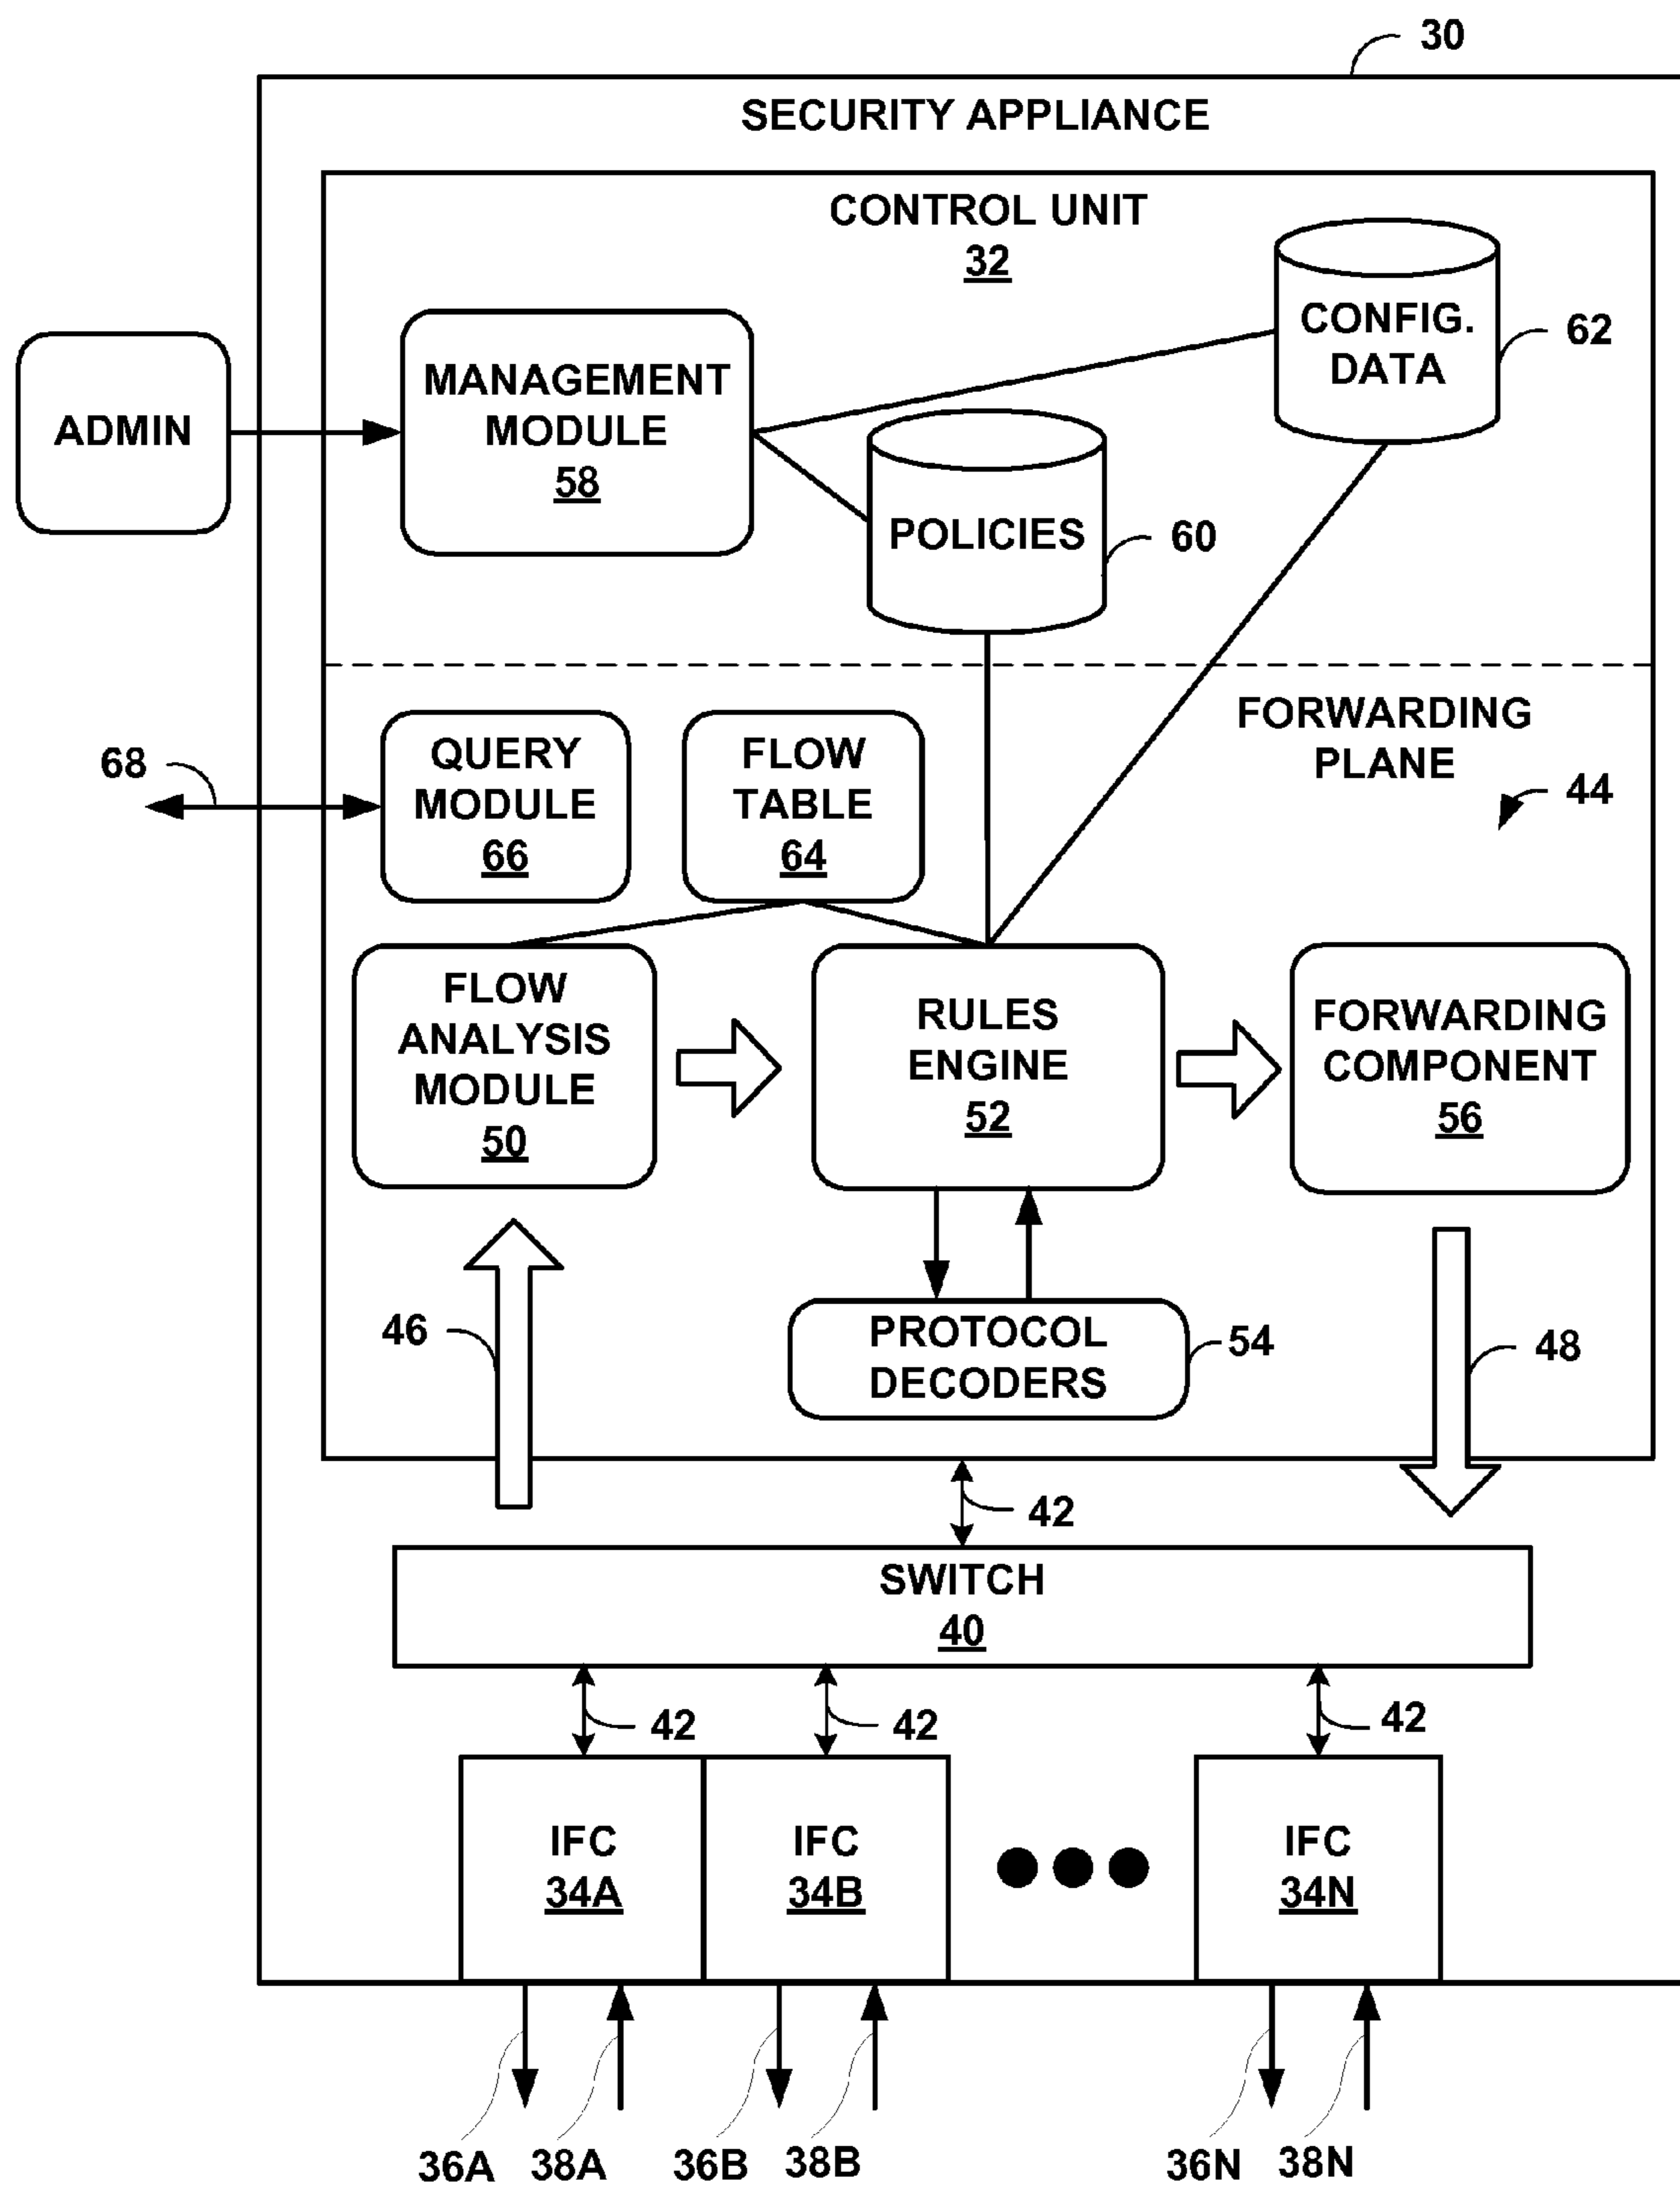 30
SECURITY APPLIANCE
CONTROL UNIT
32
CONFIG.
DATA
62
MANAGEMENT
MODULE
58
ADMIN
POLICIES
60
FORWARDING
PLANE
44
QUERY
MODULE
66
68
FLOW
TABLE
64
FLOW
ANALYSIS
MODULE
50
RULES
ENGINE
52
FORWARDING
COMPONENT
56
46
PROTOCOL
DECODERS
54
48
42
SWITCH
40
42
42
42
IFC
34A
IFC
34B
IFC
34N
36A
38A
36B
38B
36N
38N